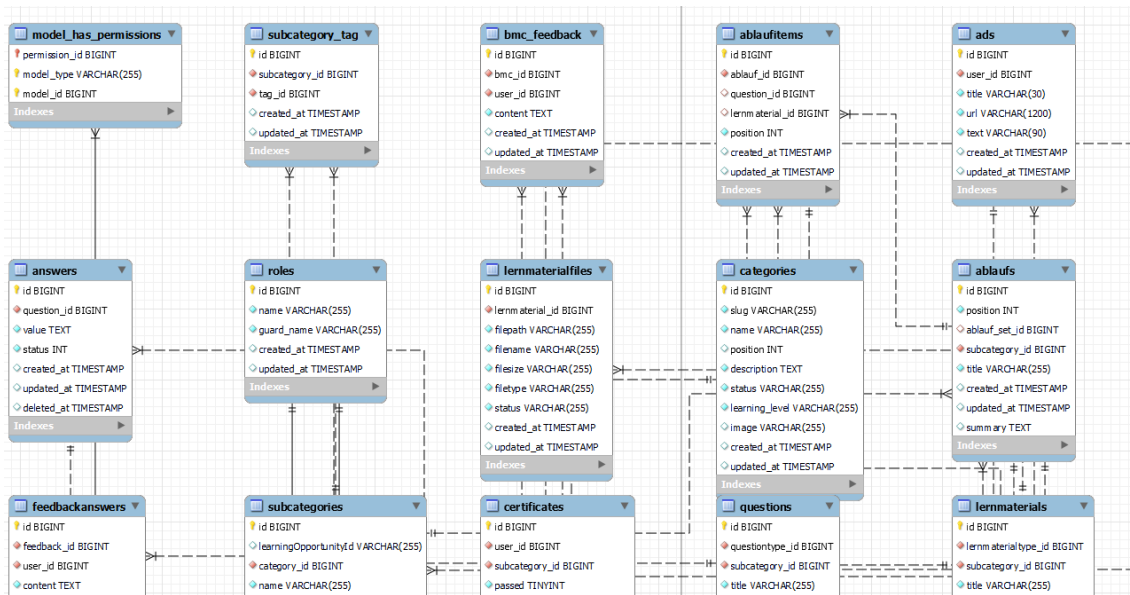 model_has_permissions
permission_id BIGINT
model_type VARCHAR(255)
model_id BIGINT
Indexes
subcategory_tag
id BIGINT
subcategory_id BIGINT
tag_id BIGINT
created_at TIMESTAMP
updated_at TIMESTAMP
Indexes
bmc_feedback
id BIGINT
bmc_id BIGINT
user_id BIGINT
content TEXT
created_at TIMESTAMP
updated_at TIMESTAMP
Indexes
ablaufitems
id BIGINT
ablauf_id BIGINT
question_id BIGINT
lernmaterial_id BIGINT
position INT
created_at TIMESTAMP
updated_at TIMESTAMP
Indexes
ads
id BIGINT
user_id BIGINT
title VARCHAR(30)
url VARCHAR(1200)
text VARCHAR(90)
created_at TIMESTAMP
updated_at TIMESTAMP
Indexes
answers
id BIGINT
question_id BIGINT
value TEXT
status INT
created_at TIMESTAMP
updated_at TIMESTAMP
deleted_at TIMESTAMP
Indexes
roles
id BIGINT
name VARCHAR(255)
guard_name VARCHAR(255)
created_at TIMESTAMP
updated_at TIMESTAMP
Indexes
lernmaterialfiles
id BIGINT
lernmaterial_id BIGINT
filepath VARCHAR(255)
filename VARCHAR(255)
filesize VARCHAR(255)
filetype VARCHAR(255)
status VARCHAR(255)
created_at TIMESTAMP
updated_at TIMESTAMP
Indexes
categories
id BIGINT
slug VARCHAR(255)
name VARCHAR(255)
position INT
description TEXT
status VARCHAR(255)
learning_level VARCHAR(255)
image VARCHAR(255)
created_at TIMESTAMP
updated_at TIMESTAMP
Indexes
ablaufs
id BIGINT
position INT
ablauf_set_id BIGINT
subcategory_id BIGINT
title VARCHAR(255)
created_at TIMESTAMP
updated_at TIMESTAMP
summary TEXT
Indexes
feedbackanswers
id BIGINT
feedback_id BIGINT
user_id BIGINT
content TEXT
subcategories
id BIGINT
learningOpportunityId VARCHAR(255)
category_id BIGINT
name VARCHAR(255)
certificates
id BIGINT
user_id BIGINT
subcategory_id BIGINT
passed TINYINT
questions
id BIGINT
questiontype_id BIGINT
subcategory_id BIGINT
title VARCHAR(255)
lernmaterials
id BIGINT
lernmaterialtype_id BIGINT
subcategory_id BIGINT
title VARCHAR(255)